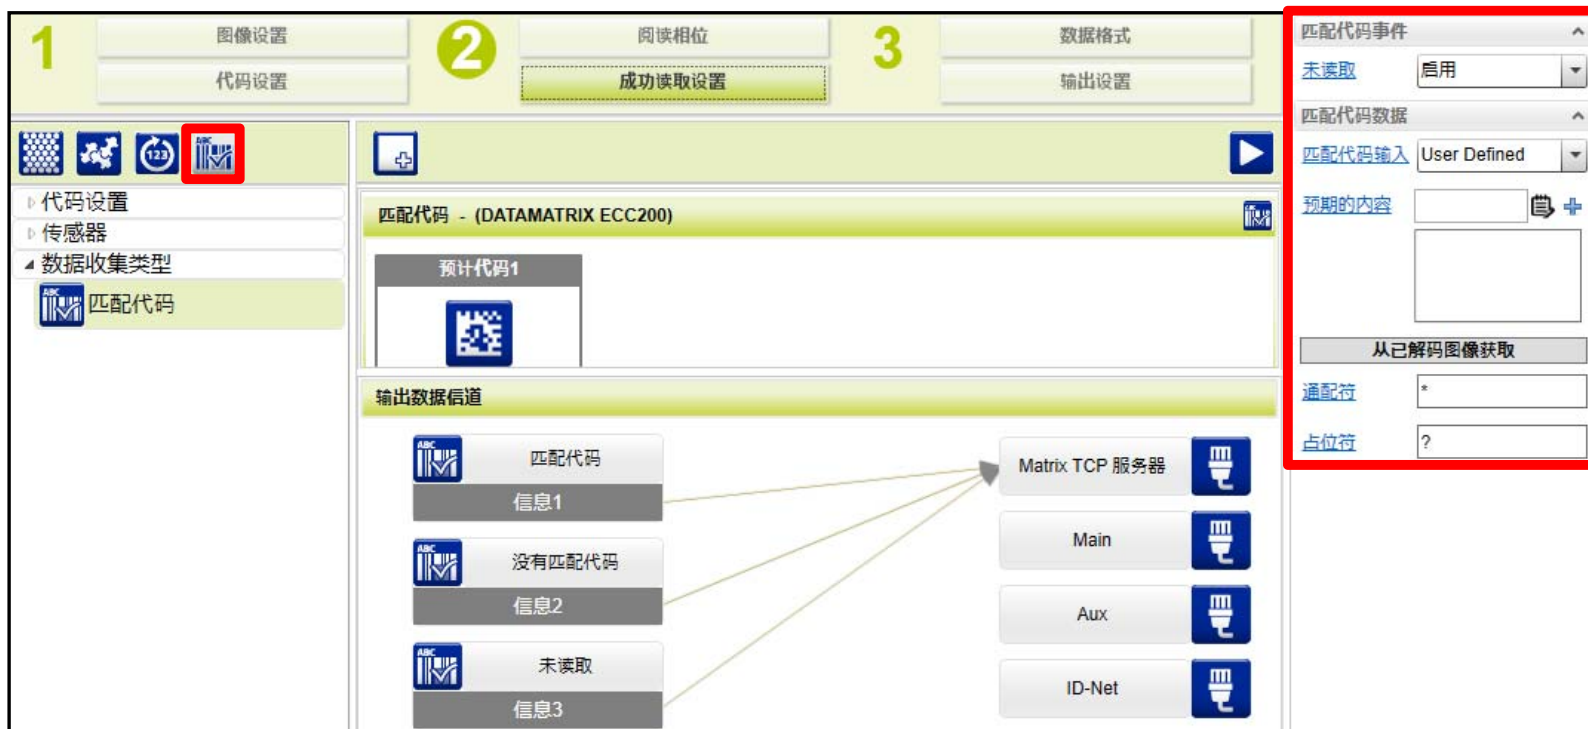 1
图像设置
代码设置
2
阅读相位
成功读取设置
3
数据格式
输出设置
123
ABC
代码设置
传感器
数据收集类型
ABC
匹配代码
匹配代码 - (DATAMATRIX ECC200)
预计代码1
输出数据信道
ABC
匹配代码
信息1
ABC
没有匹配代码
信息2
ABC
未读取
信息3
Matrix TCP 服务器
Main
Aux
ID-Net
匹配代码事件
未读取 启用
匹配代码数据
匹配代码输入 User Defined
预期的内容
从已解码图像获取
通配符 *
占位符 ?